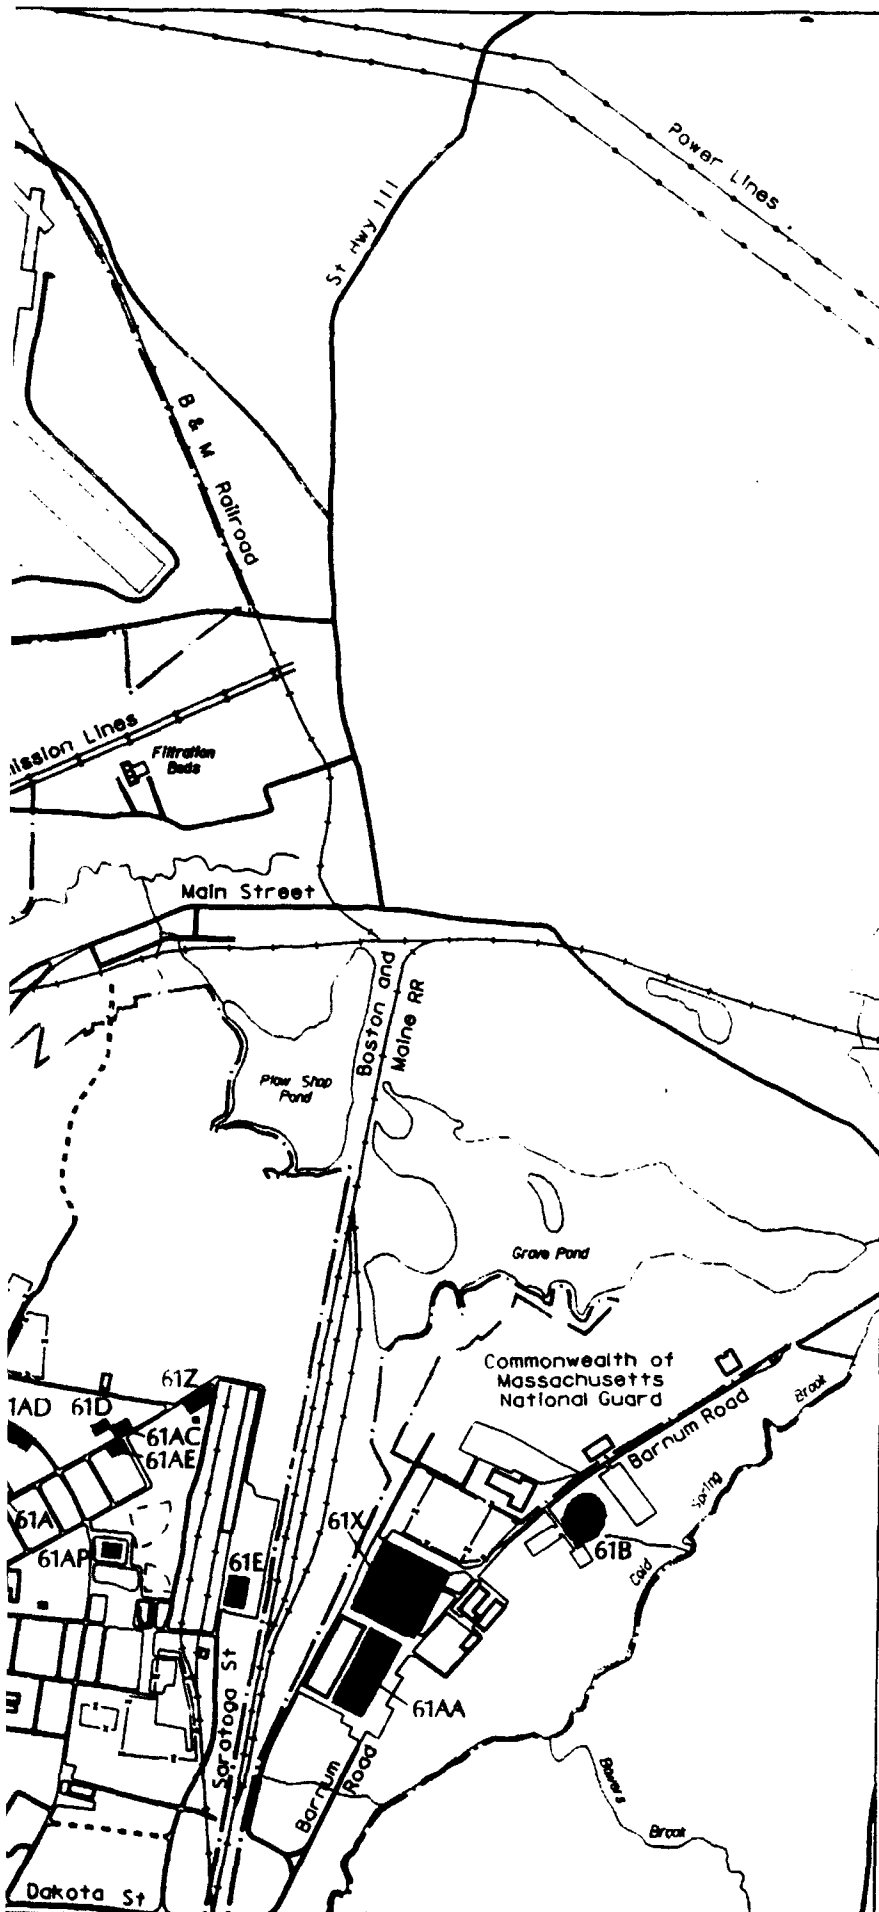 Power Lines
St Hwy 111
B & M Railroad
mission Lines
Filtration
Beds
Main Street
Boston and
Maine RR
Plow Shop
Pond
Grove Pond
Commonwealth of
Massachusetts
National Guard
61Z
1AD
61D
61AC
61AE
Barnum Road
Brook
Spring
Cold
61A
61AP
61E
61X
61B
61AA
Saratoga St
Barnum
Road
Bowers
Brook
Dakota St